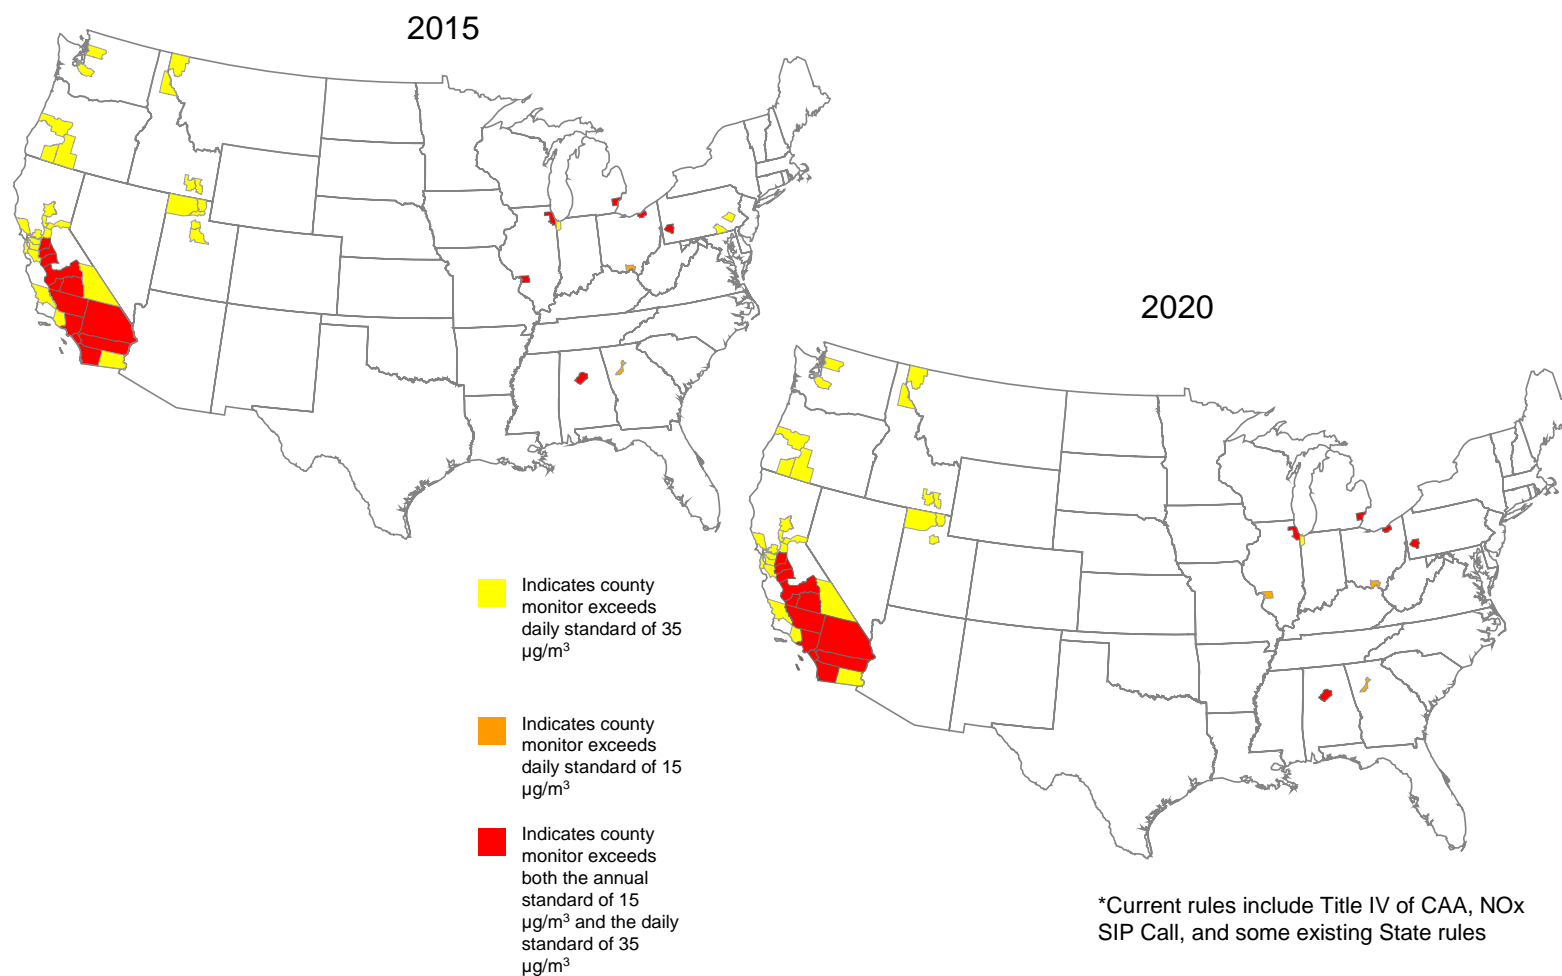 2015
2020
Indicates county
monitor exceeds
daily standard of 35
µg/m³
Indicates county
monitor exceeds
daily standard of 15
µg/m³
Indicates county
monitor exceeds
both the annual
standard of 15
µg/m³ and the daily
standard of 35
µg/m³
*Current rules include Title IV of CAA, NOx
SIP Call, and some existing State rules